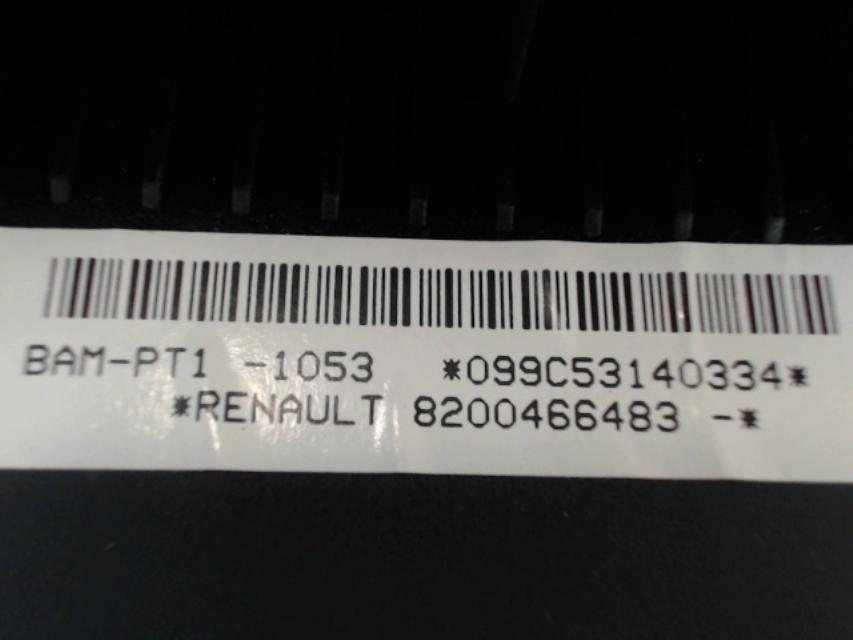 BAM-PT1 -1053 *099C53140334*
*RENAULT 8200466483 -*